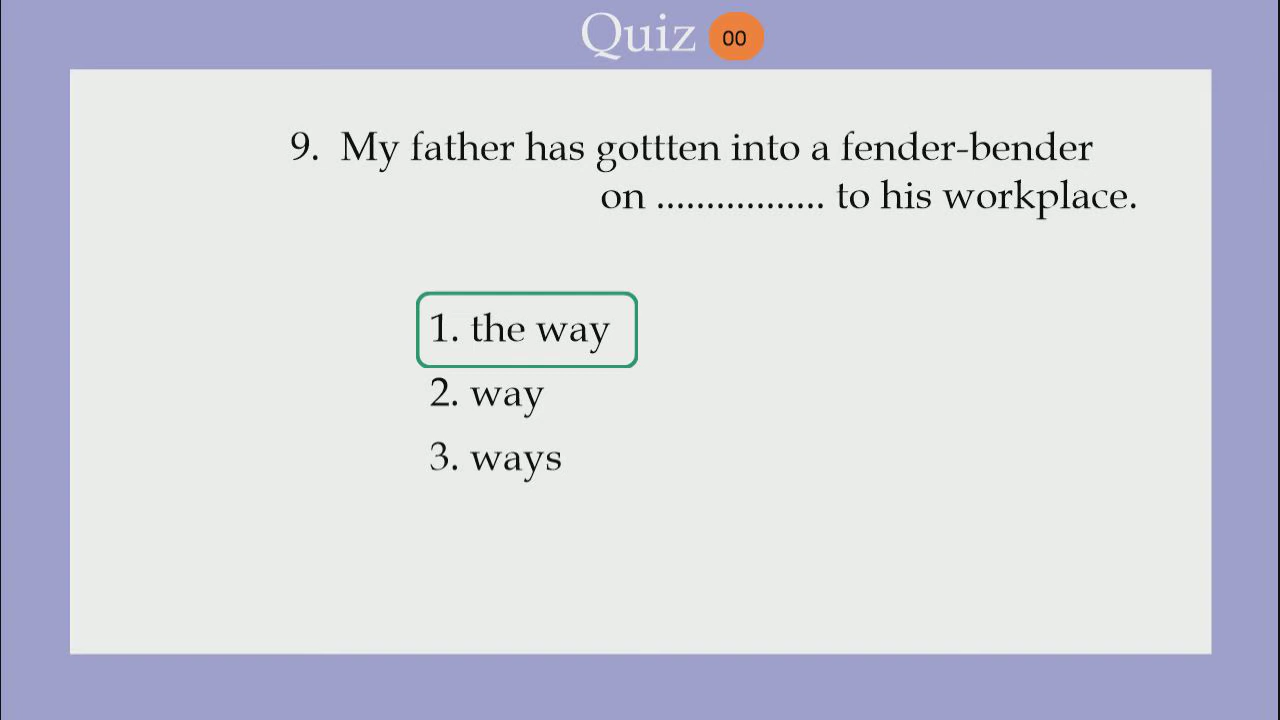 Quiz 00
9. My father has gottten into a fender-bender
on ................. to his workplace.
1. the way
2. way
3. ways